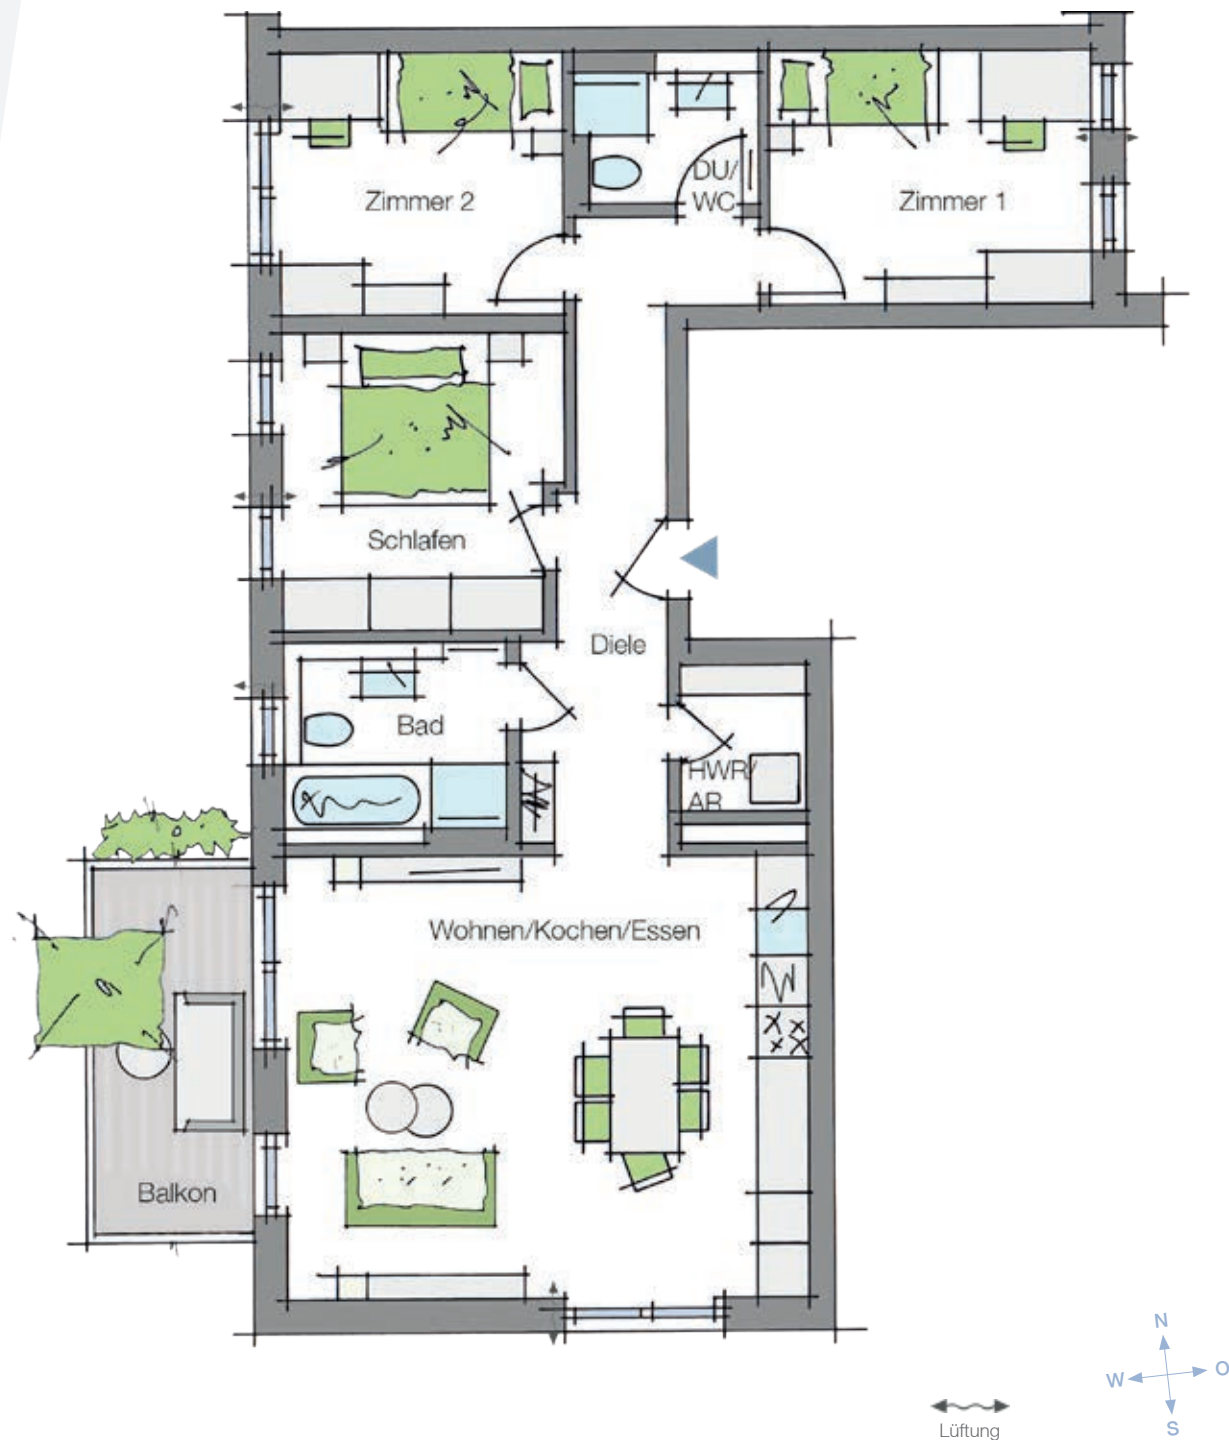 Zimmer 2
DU/
WC
Zimmer 1
Schlafen
Diele
Bad
HWR/
AR
Wohnen/Kochen/Essen
Balkon
N
W
O
S
Lüftung